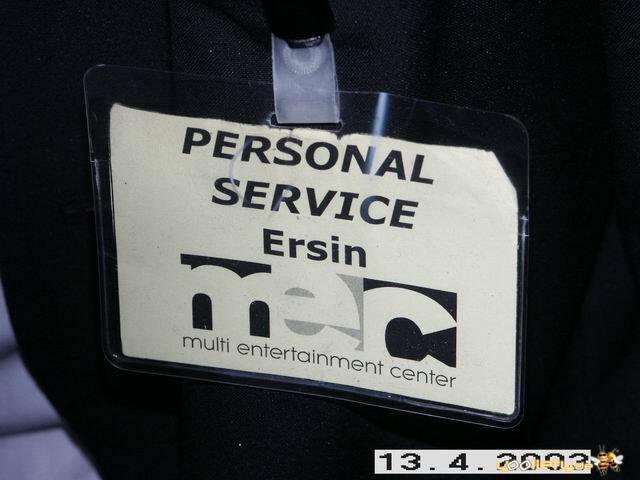 PERSONAL
SERVICE
Ersin
mec
multi entertainment center
13.4.2003